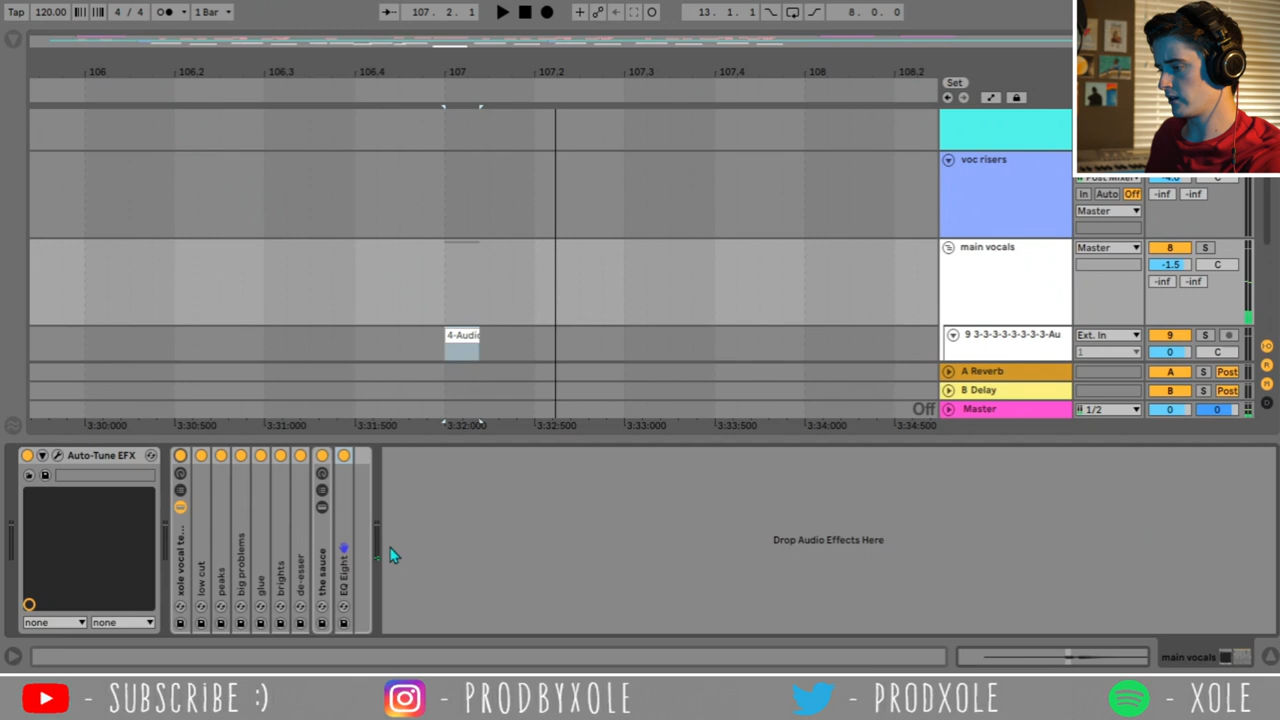 Tap 120.00 4 / 4 1 Bar 107. 2. 1 13. 1. 1 8. 0. 0
106 106.2 106.3 106.4 107 107.2 107.3 107.4 108 108.2
Set
voc risers
In Auto Off -inf -inf
Master
main vocals Master 8 S
-1.5 C
-inf -inf
4-Audio 9 3-3-3-3-3-3-3-3-Au Ext. In 9 S
1 0 C
A Reverb A S Post
B Delay B S Post
Off Master 1/2 0 0
3:30:000 3:30:500 3:31:000 3:31:500 3:32:000 3:32:500 3:33:000 3:33:500 3:34:000 3:34:500
Auto-Tune EFX
xole vocal te...
low cut
peaks
big problems
glue
brights
de-esser
the sauce
EQ Eight
Drop Audio Effects Here
none none
main vocals
- SUBSCRIBE :) - PRODBYXOLE - PRODXOLE - XOLE